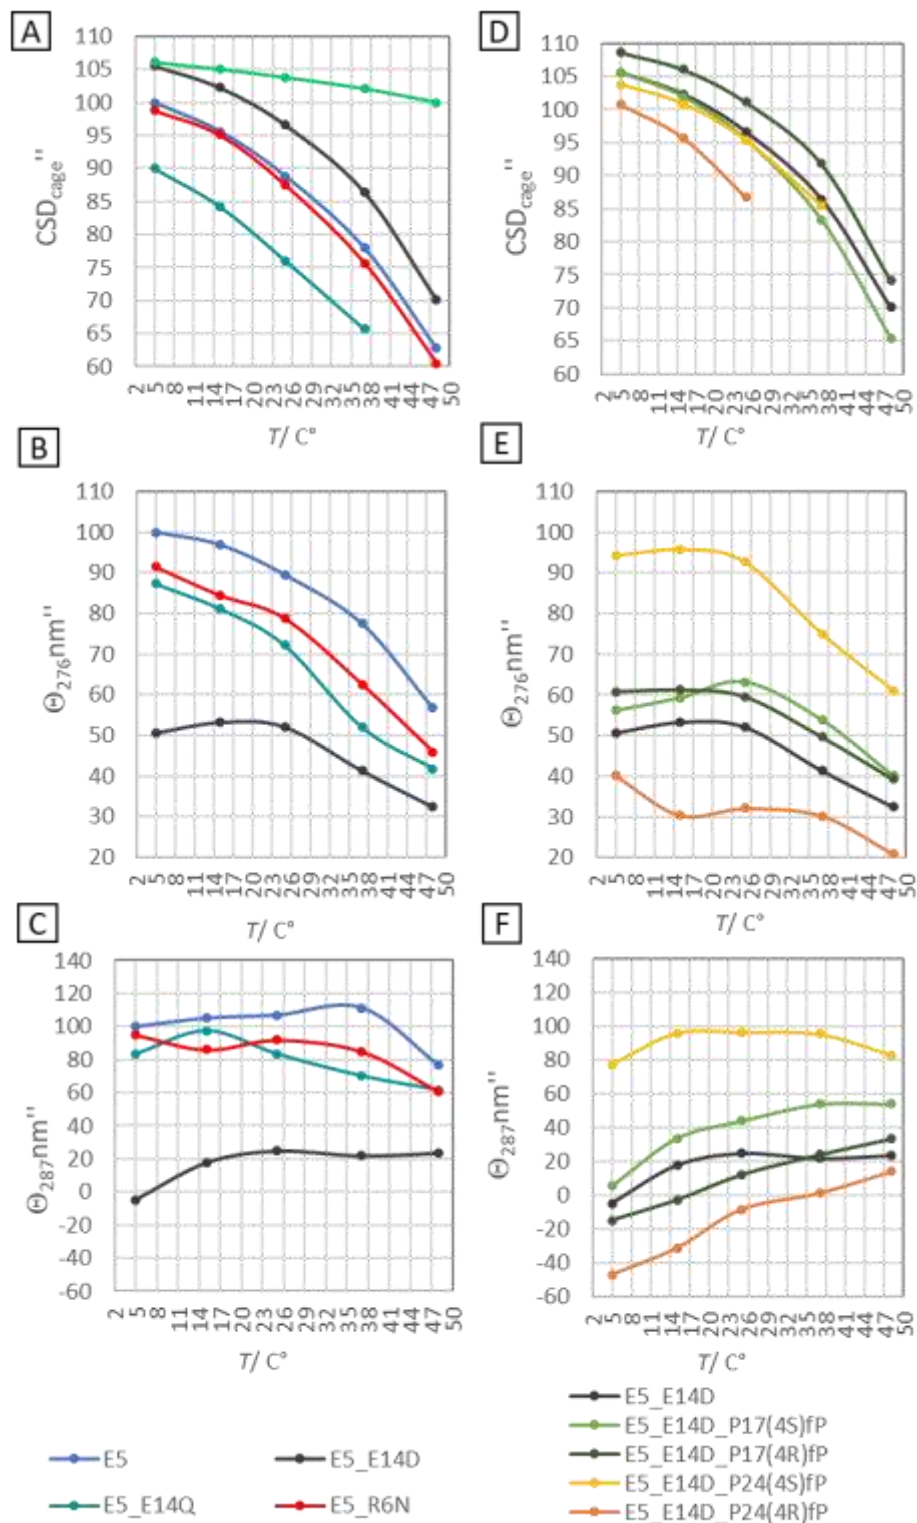 A
110
105
100
95
90
85
80
75
70
65
60
CSDcage''
2 5 8 11 14 17 20 23 26 29 32 35 38 41 44 47 50
T/ C°
D
110
105
100
95
90
85
80
75
70
65
60
CSDcage''
2 5 8 11 14 17 20 23 26 29 32 35 38 41 44 47 50
T/ C°
B
110
100
90
80
70
60
50
40
30
20
Θ276nm''
2 5 8 11 14 17 20 23 26 29 32 35 38 41 44 47 50
T/ C°
E
110
100
90
80
70
60
50
40
30
20
Θ276nm''
2 5 8 11 14 17 20 23 26 29 32 35 38 41 44 47 50
T/ C°
C
140
120
100
80
60
40
20
0
-20
-40
-60
Θ287nm''
2 5 8 11 14 17 20 23 26 29 32 35 38 41 44 47 50
T/ C°
F
140
120
100
80
60
40
20
0
-20
-40
-60
Θ287nm''
2 5 8 11 14 17 20 23 26 29 32 35 38 41 44 47 50
T/ C°
E5
E5_E14D
E5_E14Q
E5_R6N
E5_E14D
E5_E14D_P17(4S)fP
E5_E14D_P17(4R)fP
E5_E14D_P24(4S)fP
E5_E14D_P24(4R)fP